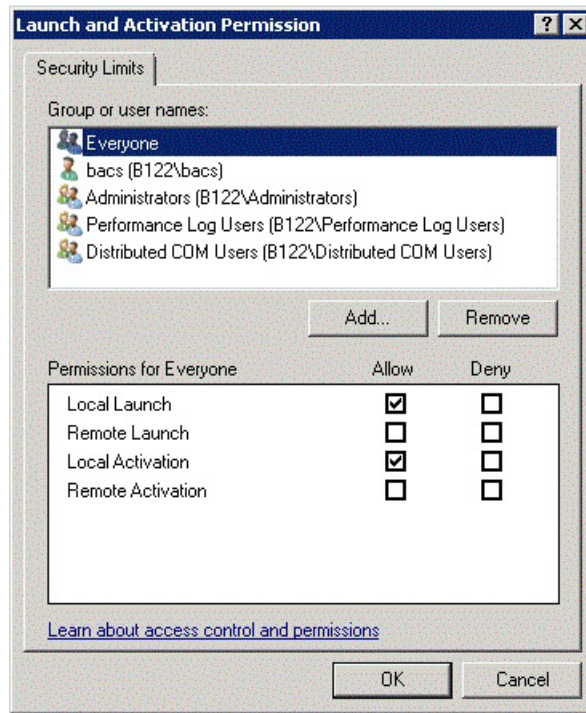 Launch and Activation Permission
Security Limits
Group or user names:
Everyone
bacs (B122\bacs)
Administrators (B122\Administrators)
Performance Log Users (B122\Performance Log Users)
Distributed COM Users (B122\Distributed COM Users)
Add... Remove
Permissions for Everyone Allow Deny
Local Launch
Remote Launch
Local Activation
Remote Activation
Learn about access control and permissions
OK Cancel